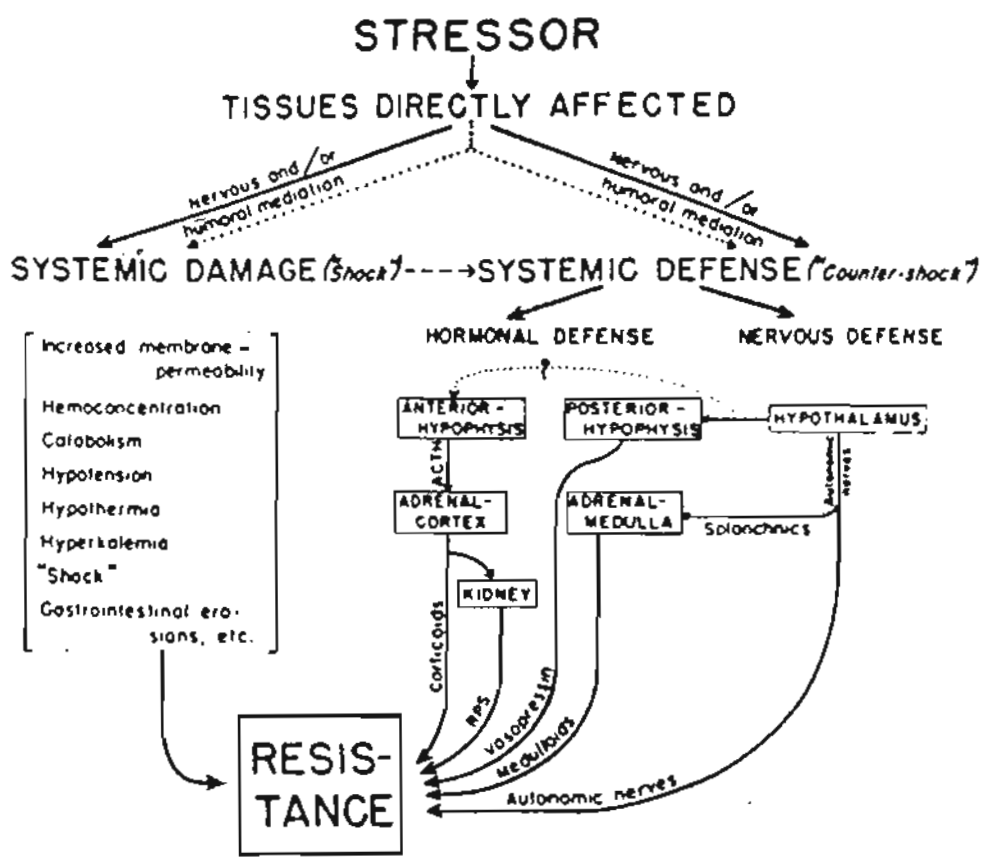 STRESSOR
TISSUES DIRECTLY AFFECTED
Nervous and/or
humoral mediation
Nervous and/or
humoral mediation
SYSTEMIC DAMAGE ("Shock")
SYSTEMIC DEFENSE ("Counter-shock")
HORMONAL DEFENSE
NERVOUS DEFENSE
Increased membrane-
permeability
Hemoconcentration
Catabolism
Hypotension
Hypothermia
Hyperkalemia
"Shock"
Gastrointestinal ero-
sions, etc.
?
ANTERIOR-
HYPOPHYSIS
POSTERIOR-
HYPOPHYSIS
HYPOTHALAMUS
ACTH
Autonomic
nerves
ADRENAL-
CORTEX
ADRENAL-
MEDULLA
Splanchnics
KIDNEY
Corticoids
RPS
Vasopressin
Medulloids
Autonomic nerves
RESIS-
TANCE